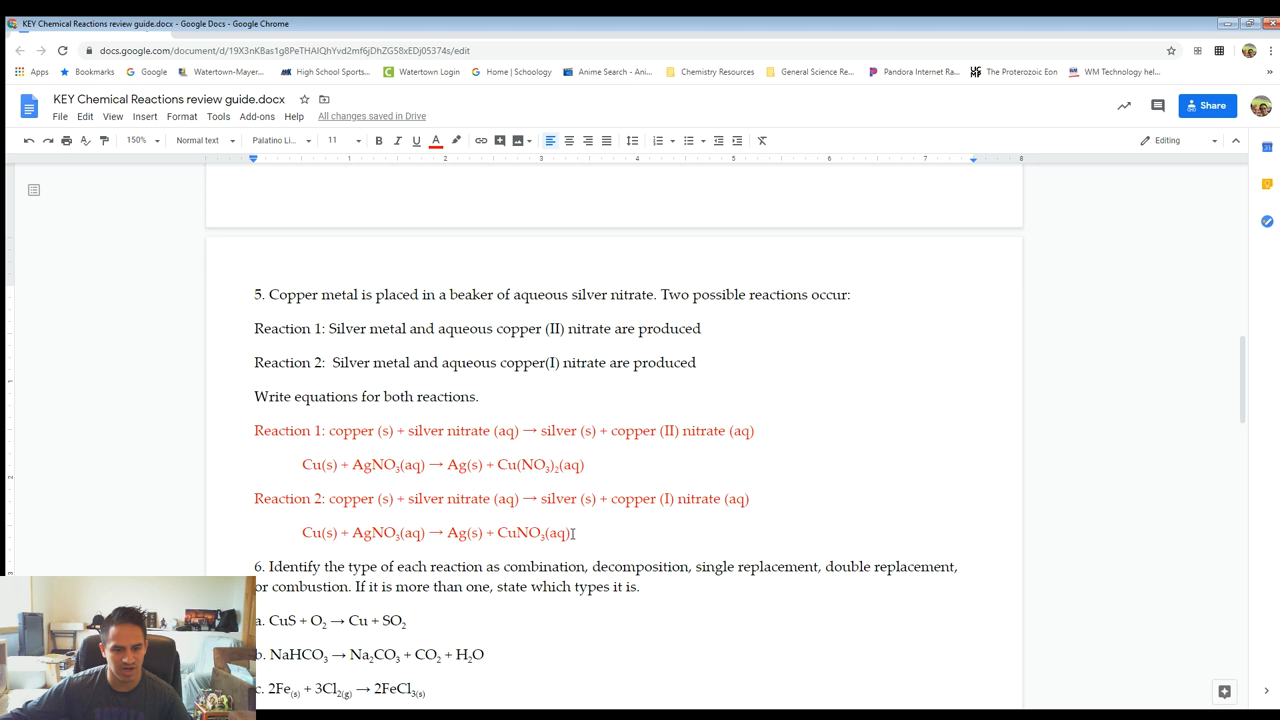 KEY Chemical Reactions review guide.docx - Google Docs - Google Chrome
docs.google.com/document/d/19X3nKBas1g8PeTHAIQhYvd2mf6jDhZG58xEDj05374s/edit
Apps Bookmarks Google Watertown-Mayer... High School Sports... Watertown Login Home | Schoology Anime Search - Ani... Chemistry Resources General Science Re... Pandora Internet Ra... The Proterozoic Eon WM Technology hel... »
KEY Chemical Reactions review guide.docx
Share
File Edit View Insert Format Tools Add-ons Help All changes saved in Drive
150% Normal text Palatino Li... 11 B I U A Editing
1 2 3 4 5 6 7 8
5. Copper metal is placed in a beaker of aqueous silver nitrate. Two possible reactions occur:
Reaction 1: Silver metal and aqueous copper (II) nitrate are produced
Reaction 2: Silver metal and aqueous copper(I) nitrate are produced
Write equations for both reactions.
Reaction 1: copper (s) + silver nitrate (aq) → silver (s) + copper (II) nitrate (aq)
Cu(s) + AgNO₃(aq) → Ag(s) + Cu(NO₃)₂(aq)
Reaction 2: copper (s) + silver nitrate (aq) → silver (s) + copper (I) nitrate (aq)
Cu(s) + AgNO₃(aq) → Ag(s) + CuNO₃(aq)
6. Identify the type of each reaction as combination, decomposition, single replacement, double replacement,
or combustion. If it is more than one, state which types it is.
a. CuS + O₂ → Cu + SO₂
b. NaHCO₃ → Na₂CO₃ + CO₂ + H₂O
c. 2Fe₍s₎ + 3Cl₂₍g₎ → 2FeCl₃₍s₎